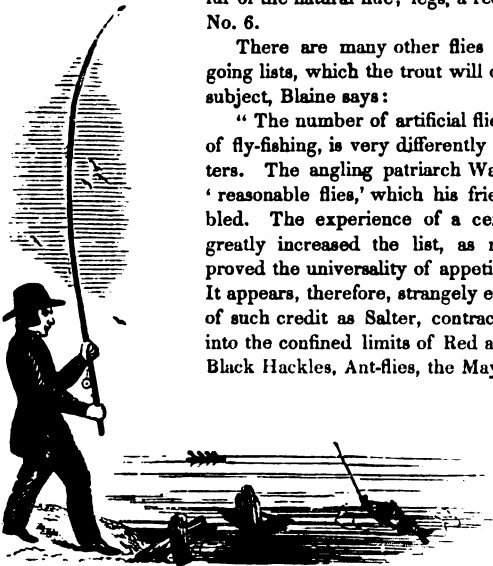 No. 6.
There are many other flies
going lists, which the trout will
subject, Blaine says:
“ The number of artificial flie
of fly-fishing, is very differently
ters. The angling patriarch Wa
‘ reasonable flies,’ which his frie
bled. The experience of a ce
greatly increased the list, as
proved the universality of appeti
It appears, therefore, strangely e
of such credit as Salter, contrac
into the confined limits of Red a
Black Hackles, Ant-flies, the May